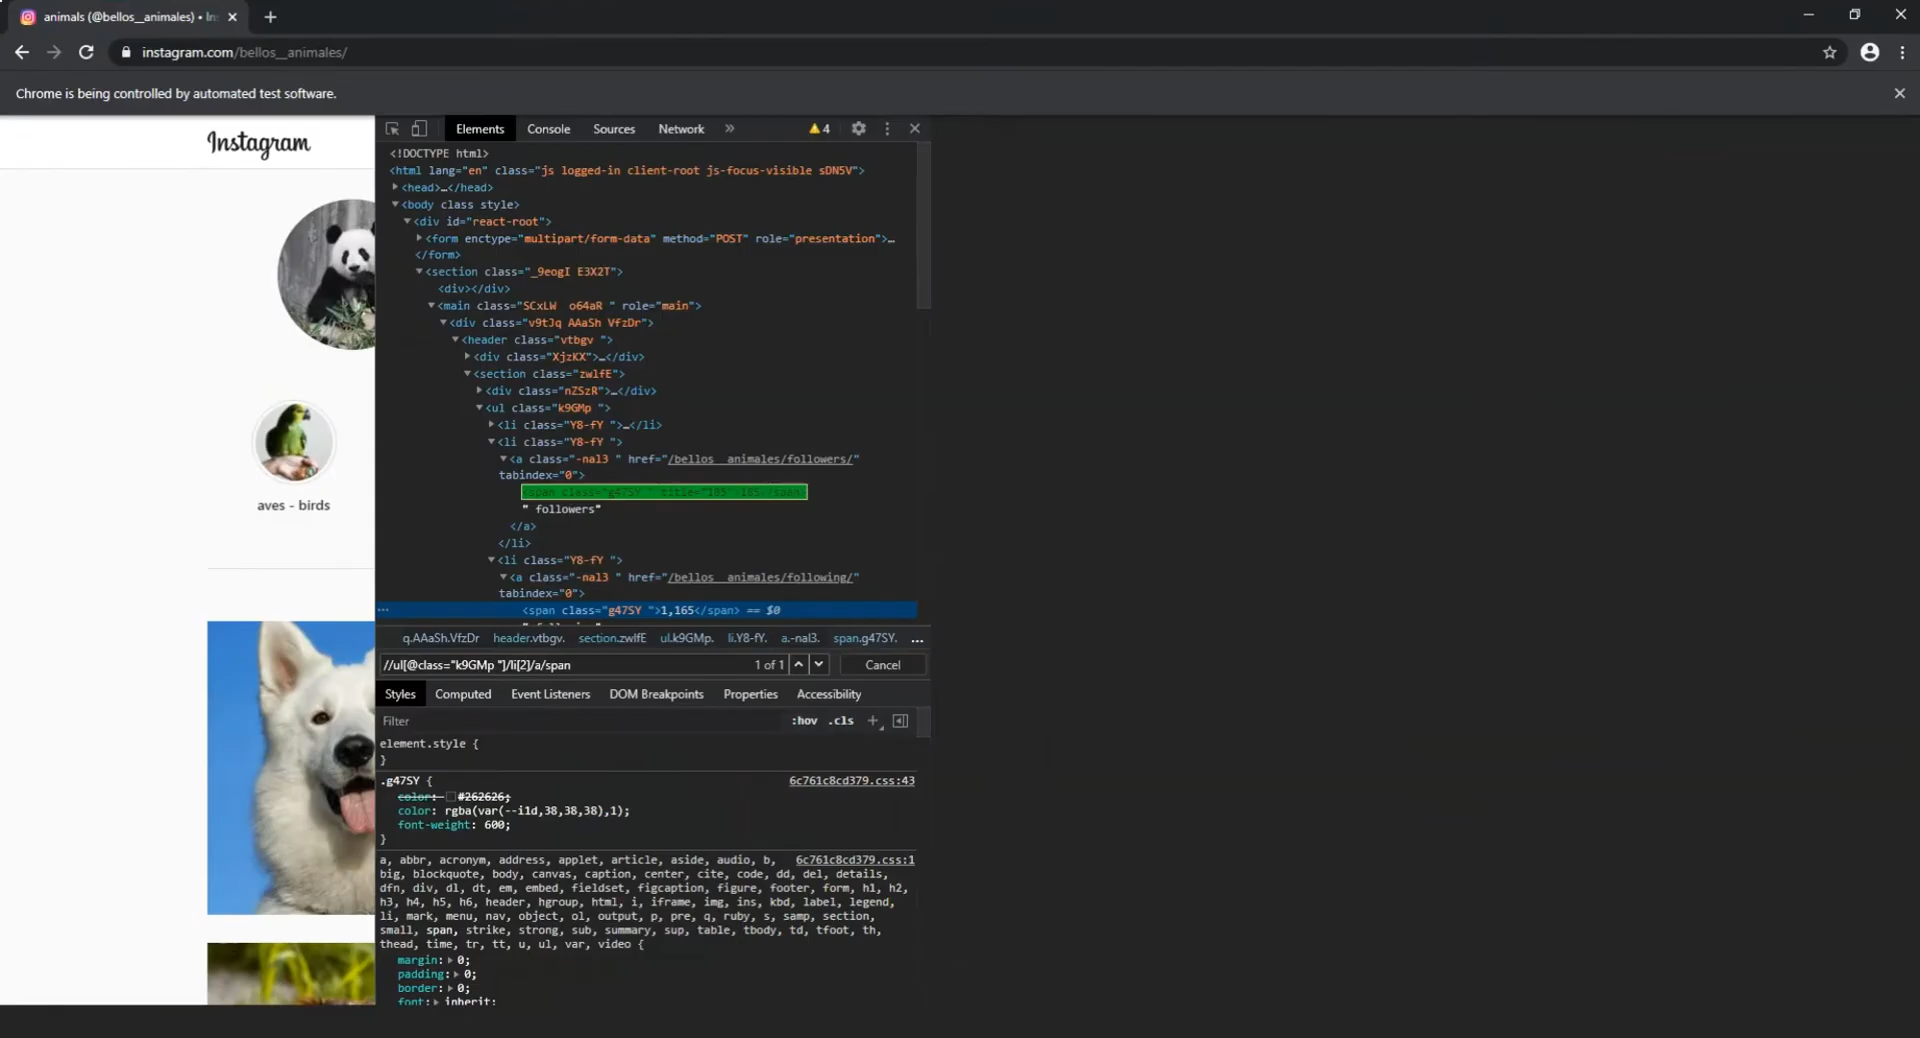 animals (@bellos__animales) • In
instagram.com/bellos__animales/
Chrome is being controlled by automated test software.
Instagram
Elements Console Sources Network » 4
<!DOCTYPE html>
<html lang="en" class="js logged-in client-root js-focus-visible sDN5V">
<head>…</head>
<body class style>
<div id="react-root">
<form enctype="multipart/form-data" method="POST" role="presentation">…
</form>
<section class="_9eogI E3X2T">
<div></div>
<main class="SCxLW  o64aR " role="main">
<div class="v9tJq AAaSh VfzDr">
<header class="vtbgv ">
<div class="XjzKX">…</div>
<section class="zwlfE">
<div class="nZSzR">…</div>
<ul class="k9GMp ">
<li class="Y8-fY ">…</li>
<li class="Y8-fY ">
<a class="-nal3 " href="/bellos__animales/followers/"
tabindex="0">
<span class="g47SY " title="185">185</span>
" followers"
</a>
</li>
<li class="Y8-fY ">
<a class="-nal3 " href="/bellos__animales/following/"
tabindex="0">
… <span class="g47SY ">1,165</span> == $0
q.AAaSh.VfzDr header.vtbgv. section.zwlfE ul.k9GMp. li.Y8-fY. a.-nal3. span.g47SY. …
//ul[@class="k9GMp "]/li[2]/a/span 1 of 1 Cancel
Styles Computed Event Listeners DOM Breakpoints Properties Accessibility
Filter :hov .cls +
element.style {
}
.g47SY { 6c761c8cd379.css:43
color: #262626;
color: rgba(var(--i1d,38,38,38),1);
font-weight: 600;
}
a, abbr, acronym, address, applet, article, aside, audio, b, 6c761c8cd379.css:1
big, blockquote, body, canvas, caption, center, cite, code, dd, del, details,
dfn, div, dl, dt, em, embed, fieldset, figcaption, figure, footer, form, h1, h2,
h3, h4, h5, h6, header, hgroup, html, i, iframe, img, ins, kbd, label, legend,
li, mark, menu, nav, object, ol, output, p, pre, q, ruby, s, samp, section,
small, span, strike, strong, sub, summary, sup, table, tbody, td, tfoot, th,
thead, time, tr, tt, u, ul, var, video {
margin: 0;
padding: 0;
border: 0;
font: inherit;
aves - birds